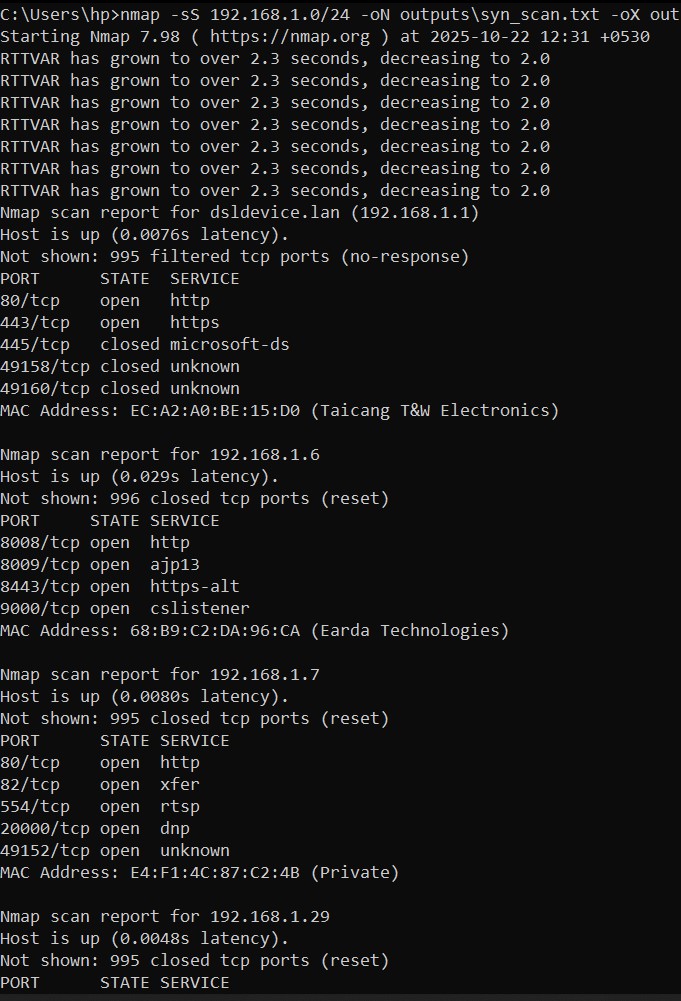 C:\Users\hp>nmap -sS 192.168.1.0/24 -oN outputs\syn_scan.txt -oX out
Starting Nmap 7.98 ( https://nmap.org ) at 2025-10-22 12:31 +0530
RTTVAR has grown to over 2.3 seconds, decreasing to 2.0
RTTVAR has grown to over 2.3 seconds, decreasing to 2.0
RTTVAR has grown to over 2.3 seconds, decreasing to 2.0
RTTVAR has grown to over 2.3 seconds, decreasing to 2.0
RTTVAR has grown to over 2.3 seconds, decreasing to 2.0
RTTVAR has grown to over 2.3 seconds, decreasing to 2.0
RTTVAR has grown to over 2.3 seconds, decreasing to 2.0
Nmap scan report for dsldevice.lan (192.168.1.1)
Host is up (0.0076s latency).
Not shown: 995 filtered tcp ports (no-response)
PORT      STATE  SERVICE
80/tcp    open   http
443/tcp   open   https
445/tcp   closed microsoft-ds
49158/tcp closed unknown
49160/tcp closed unknown
MAC Address: EC:A2:A0:BE:15:D0 (Taicang T&W Electronics)

Nmap scan report for 192.168.1.6
Host is up (0.029s latency).
Not shown: 996 closed tcp ports (reset)
PORT     STATE SERVICE
8008/tcp open  http
8009/tcp open  ajp13
8443/tcp open  https-alt
9000/tcp open  cslistener
MAC Address: 68:B9:C2:DA:96:CA (Earda Technologies)

Nmap scan report for 192.168.1.7
Host is up (0.0080s latency).
Not shown: 995 closed tcp ports (reset)
PORT      STATE SERVICE
80/tcp    open  http
82/tcp    open  xfer
554/tcp   open  rtsp
20000/tcp open  dnp
49152/tcp open  unknown
MAC Address: E4:F1:4C:87:C2:4B (Private)

Nmap scan report for 192.168.1.29
Host is up (0.0048s latency).
Not shown: 995 closed tcp ports (reset)
PORT      STATE SERVICE